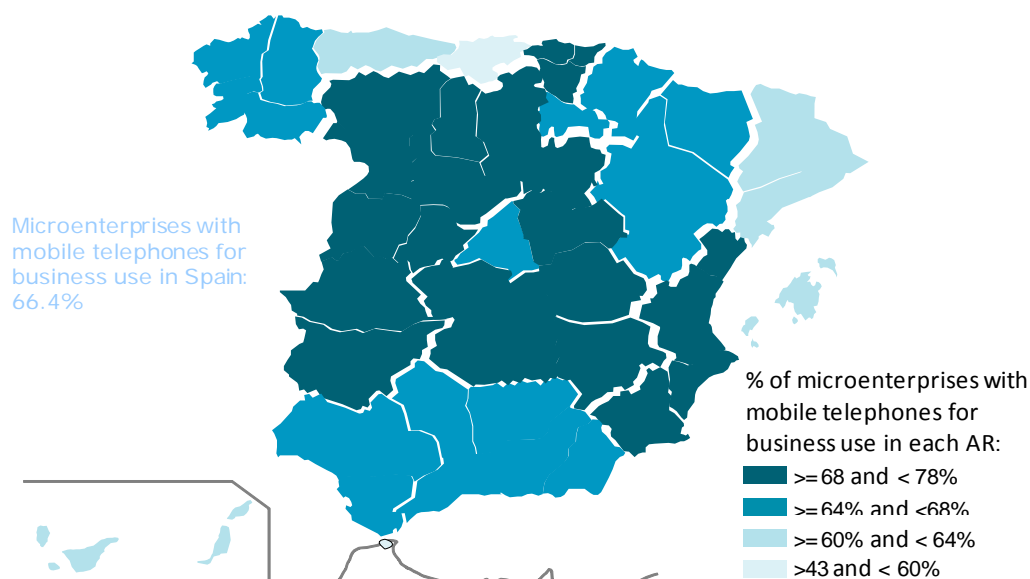 Microenterprises with
mobile telephones for
business use in Spain:
66.4%
% of microenterprises with
mobile telephones for
business use in each AR:
>=68 and < 78%
>=64% and <68%
>=60% and < 64%
>43 and < 60%